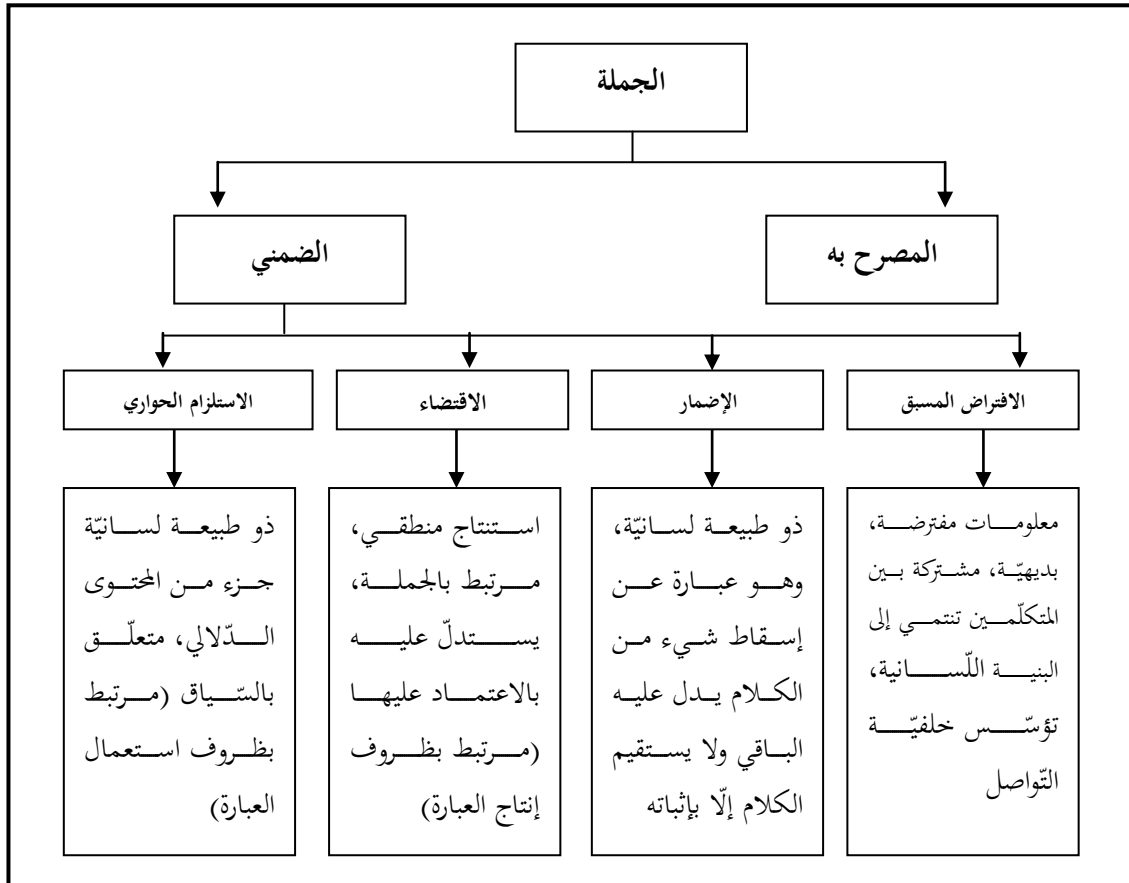 الجملة
المصرح به
الضمني
الافتراض المسبق
الإضمار
الاقتضاء
الاستلزام الحواري
معلومات مفترضة،
بديهيّة، مشتركة بين
المتكلّمين تنتمي إلى
البنية اللّسانية،
تؤسّس خلفيّة
التّواصل
ذو طبيعة لسانيّة،
وهو عبارة عن
إسقاط شيء من
الكلام يدل عليه
الباقي ولا يستقيم
الكلام إلّا بإثباته
استنتاج منطقي،
مرتبط بالجملة،
يستدلّ عليه
بالاعتماد عليها
(مرتبط بظروف
إنتاج العبارة)
ذو طبيعة لسانيّة
جزء من المحتوى
الدّلالي، متعلّق
بالسّياق (مرتبط
بظروف استعمال
العبارة)